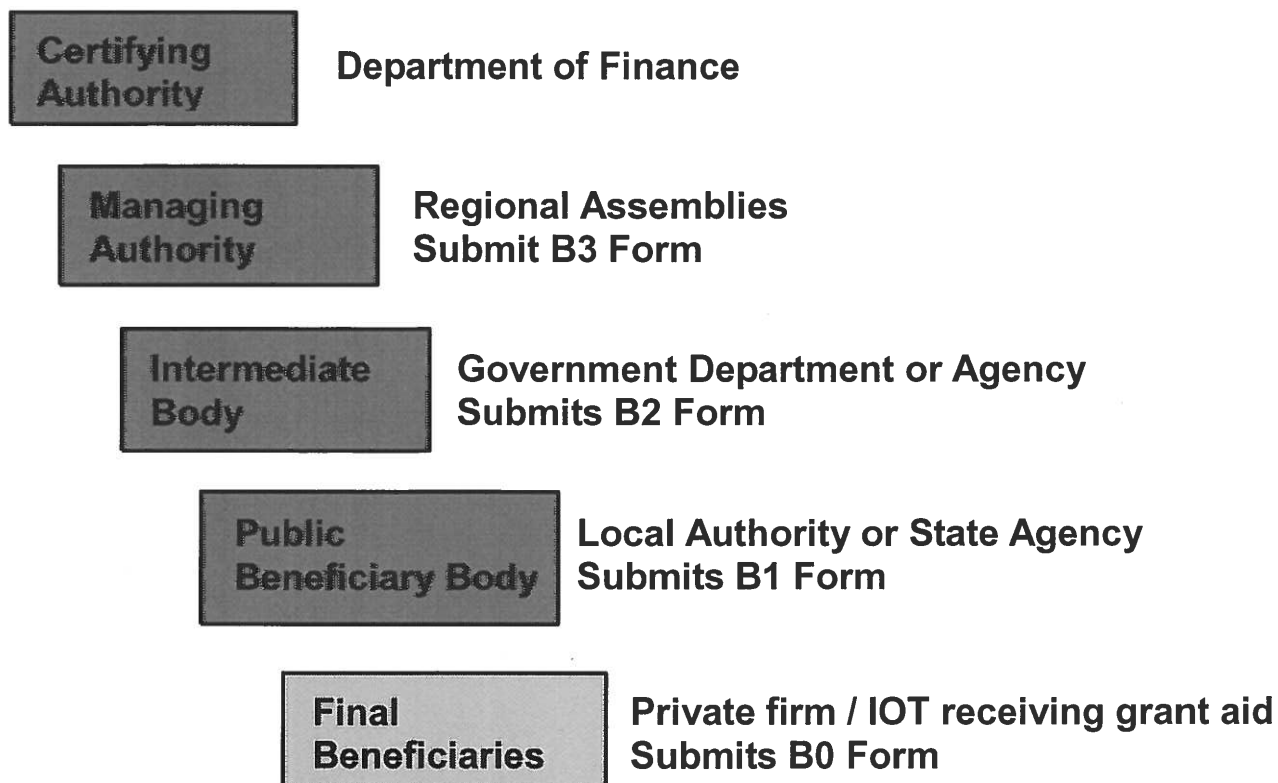 Certifying
Authority
Department of Finance
Managing
Authority
Regional Assemblies
Submit B3 Form
Intermediate
Body
Government Department or Agency
Submits B2 Form
Public
Beneficiary Body
Local Authority or State Agency
Submits B1 Form
Final
Beneficiaries
Private firm / IOT receiving grant aid
Submits B0 Form